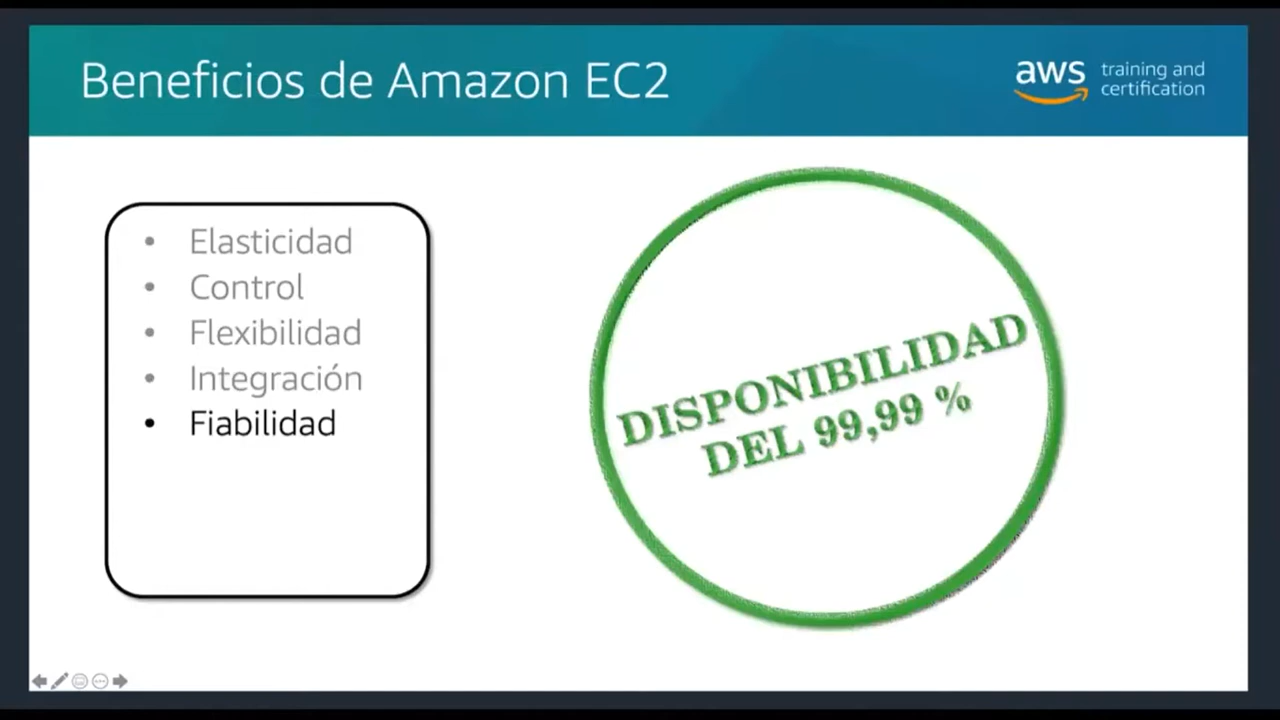 Beneficios de Amazon EC2
aws training and
certification
• Elasticidad
• Control
• Flexibilidad
• Integración
• Fiabilidad
DISPONIBILIDAD
DEL 99,99 %